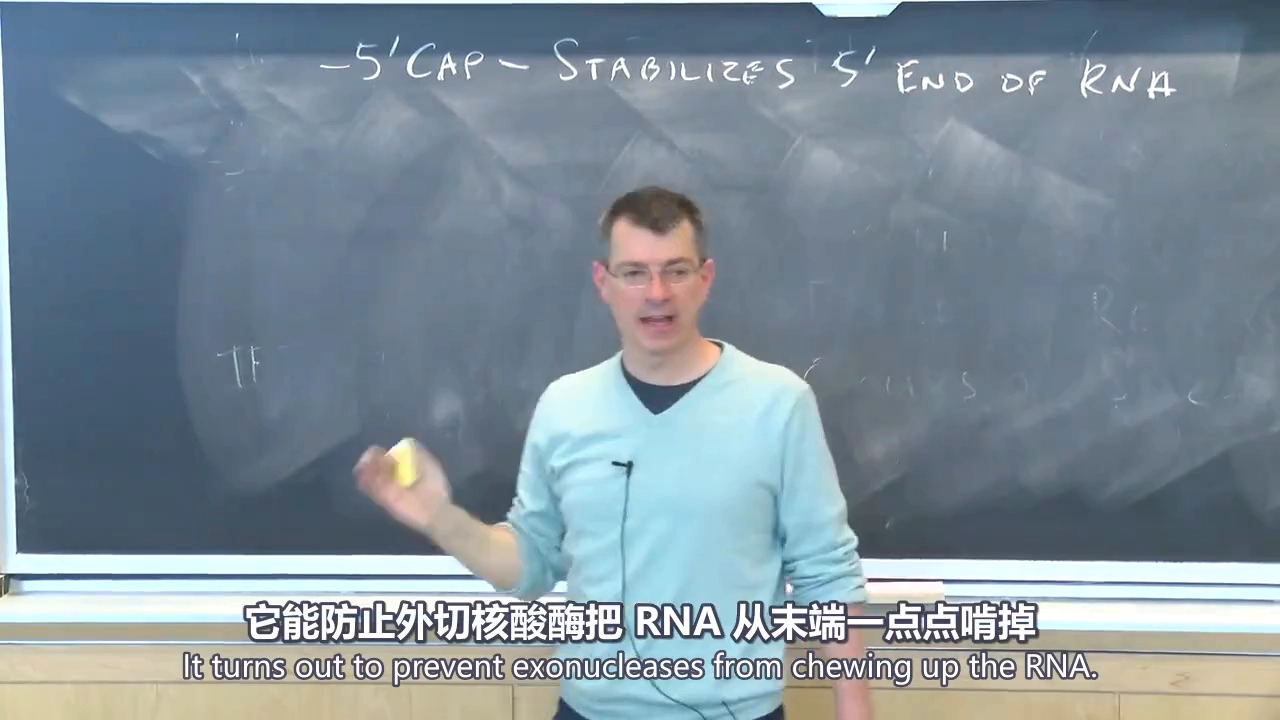 -5' CAP - STABILIZES 5' END OF RNA
TF
它能防止外切核酸酶把 RNA 从末端一点点啃掉
It turns out to prevent exonucleases from chewing up the RNA.